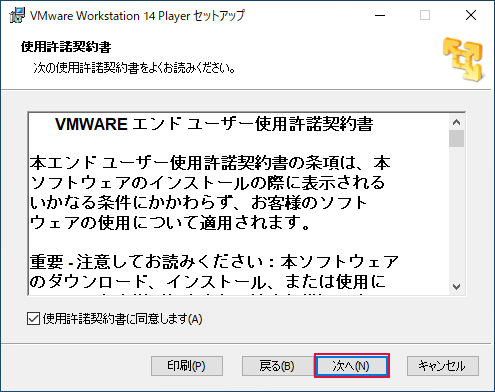 VMware Workstation 14 Player セットアップ
使用許諾契約書
次の使用許諾契約書をよくお読みください。
VMWARE エンド ユーザー使用許諾契約書
本エンド ユーザー使用許諾契約書の条項は、本
ソフトウェアのインストールの際に表示される
いかなる条件にかかわらず、お客様のソフト
ウェアの使用について適用されます。
重要 - 注意してお読みください：本ソフトウェア
のダウンロード、インストール、または使用に
使用許諾契約書に同意します(A)
印刷(P)
戻る(B)
次へ(N)
キャンセル